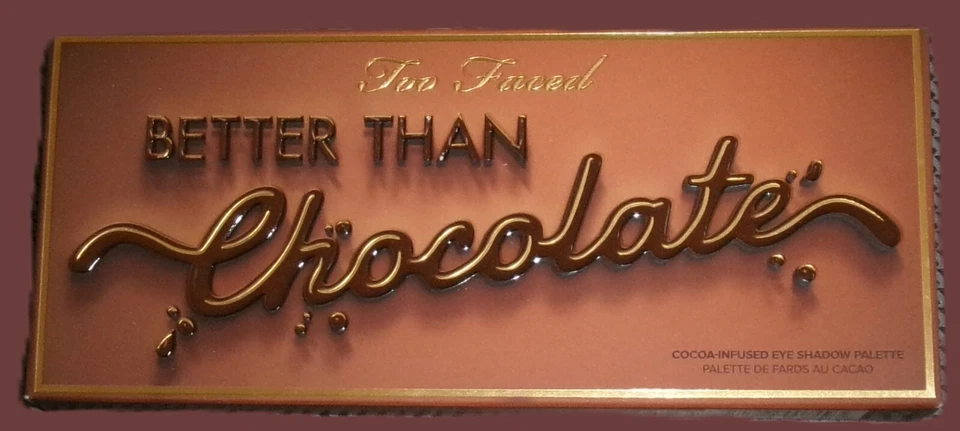 Too Faced
BETTER THAN
Chocolate
COCOA-INFUSED EYE SHADOW PALETTE
PALETTE DE FARDS AU CACAO